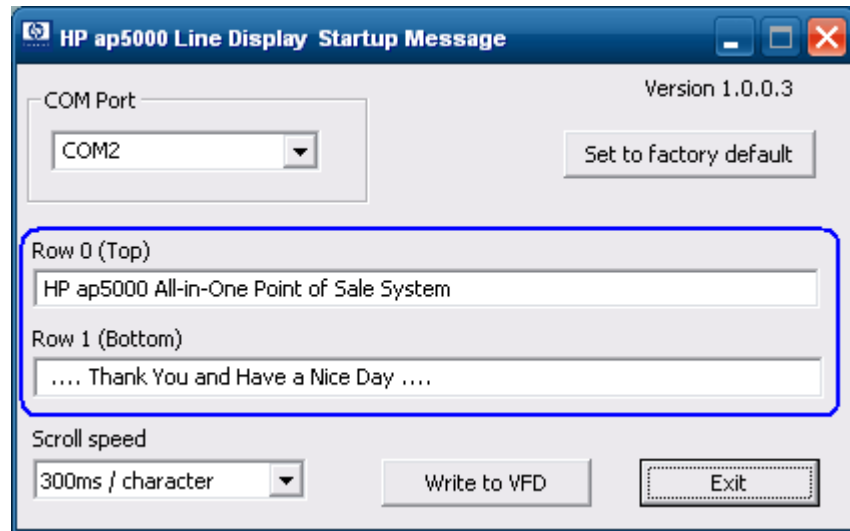 HP ap5000 Line Display Startup Message
Version 1.0.0.3
COM Port
COM2
Set to factory default
Row 0 (Top)
HP ap5000 All-in-One Point of Sale System
Row 1 (Bottom)
.... Thank You and Have a Nice Day ....
Scroll speed
300ms / character
Write to VFD
Exit